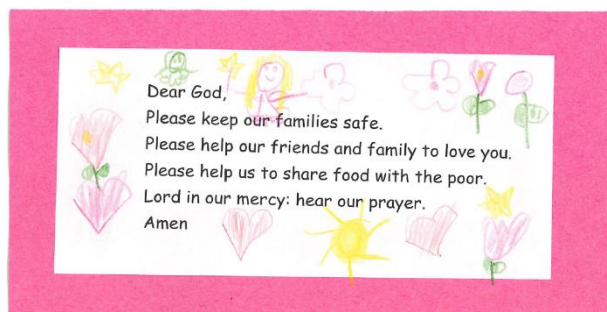 Dear God,
Please keep our families safe.
Please help our friends and family to love you.
Please help us to share food with the poor.
Lord in our mercy: hear our prayer.
Amen